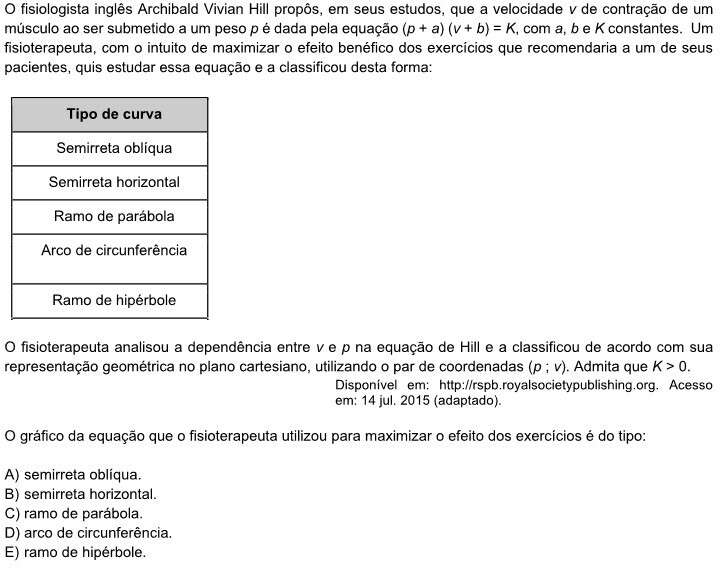 O fisiologista inglês Archibald Vivian Hill propôs, em seus estudos, que a velocidade v de contração de um
músculo ao ser submetido a um peso p é dada pela equação (p + a) (v + b) = K, com a, b e K constantes. Um
fisioterapeuta, com o intuito de maximizar o efeito benéfico dos exercícios que recomendaria a um de seus
pacientes, quis estudar essa equação e a classificou desta forma:
Tipo de curva
Semirreta oblíqua
Semirreta horizontal
Ramo de parábola
Arco de circunferência
Ramo de hipérbole
O fisioterapeuta analisou a dependência entre v e p na equação de Hill e a classificou de acordo com sua
representação geométrica no plano cartesiano, utilizando o par de coordenadas (p ; v). Admita que K > 0.
Disponível em: http://rspb.royalsocietypublishing.org. Acesso
em: 14 jul. 2015 (adaptado).
O gráfico da equação que o fisioterapeuta utilizou para maximizar o efeito dos exercícios é do tipo:
A) semirreta oblíqua.
B) semirreta horizontal.
C) ramo de parábola.
D) arco de circunferência.
E) ramo de hipérbole.